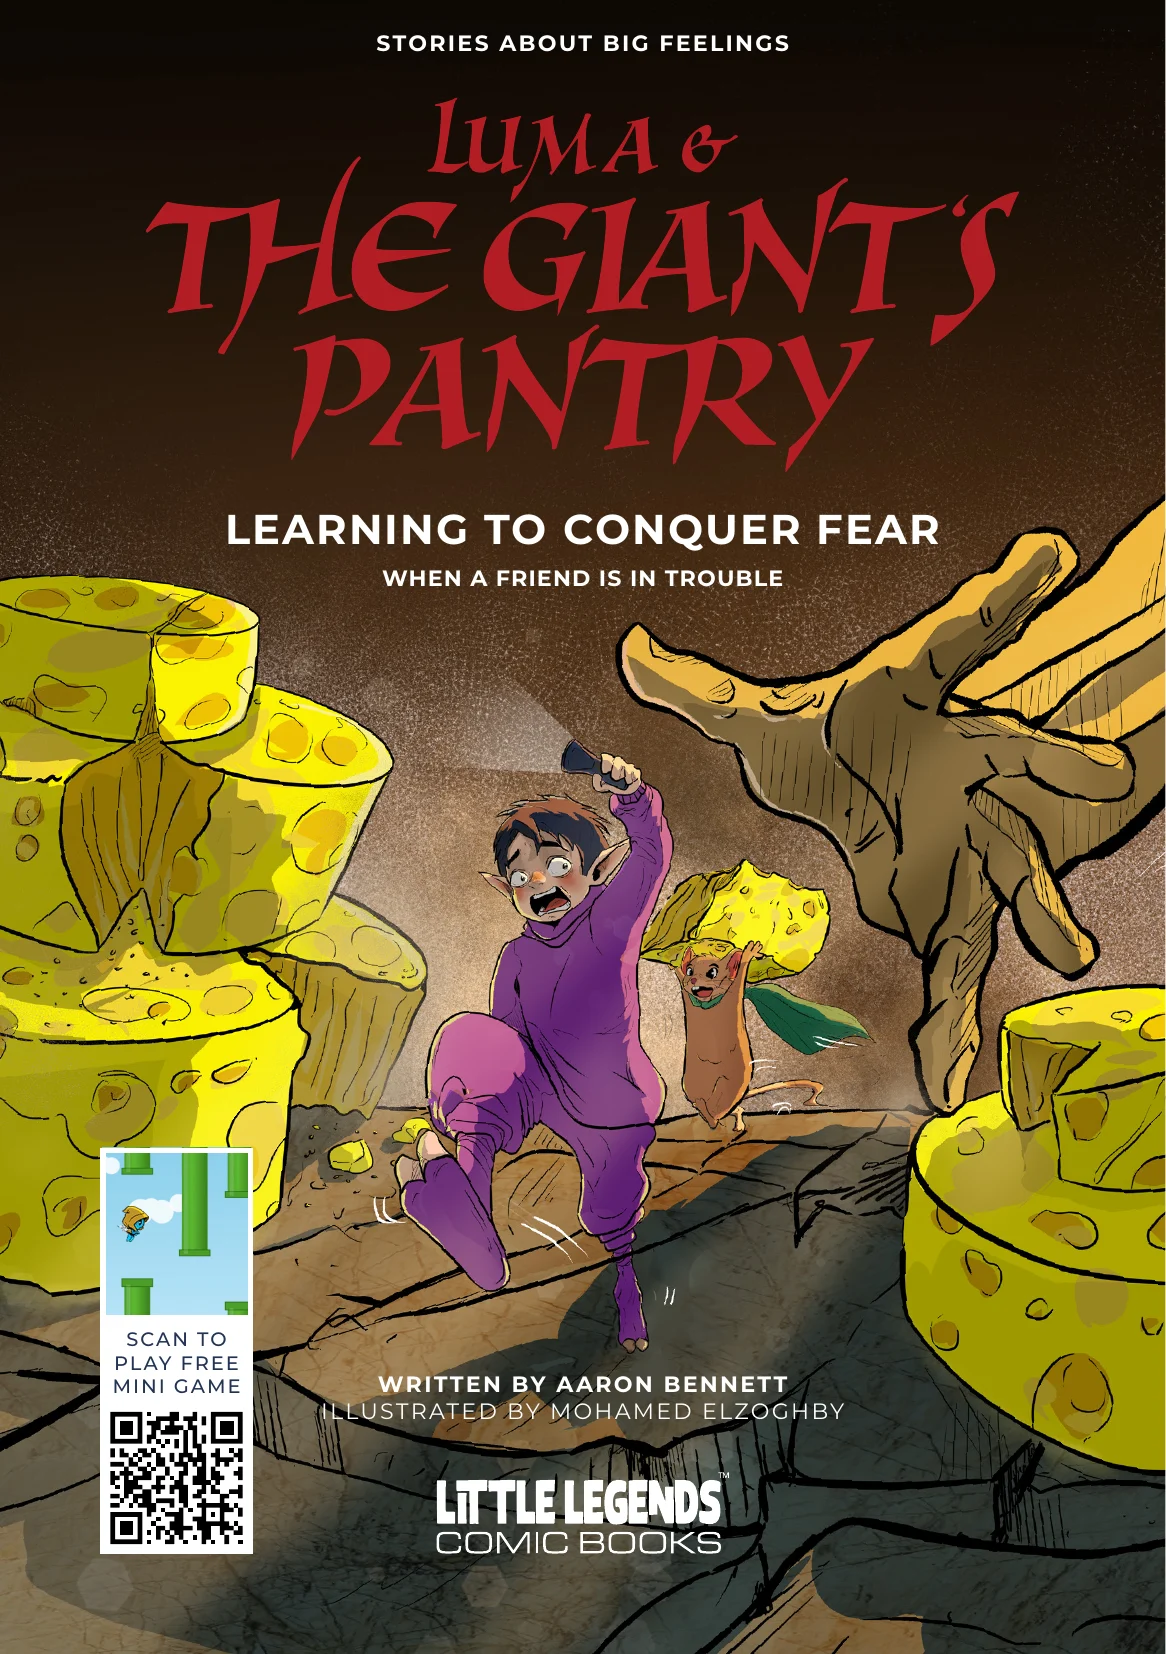 STORIES ABOUT BIG FEELINGS
LUMA &
THE GIANT'S
PANTRY
LEARNING TO CONQUER FEAR
WHEN A FRIEND IS IN TROUBLE
SCAN TO
PLAY FREE
MINI GAME
WRITTEN BY AARON BENNETT
ILLUSTRATED BY MOHAMED ELZOGHBY
LITTLE LEGENDS™
COMIC BOOKS